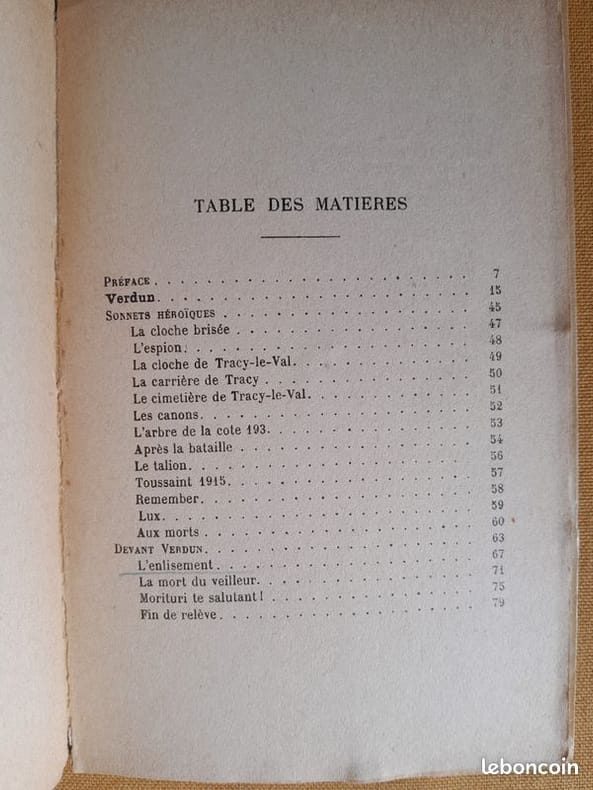 TABLE DES MATIERES
PRÉFACE . . . . . . . . . . . . . . . . . 7
Verdun. . . . . . . . . . . . . . . . . . 15
SONNETS HÉROÏQUES . . . . . . . . . . . . . 45
La cloche brisée . . . . . . . . . . . . . 47
L'espion. . . . . . . . . . . . . . . . 48
La cloche de Tracy-le-Val. . . . . . . . . . 49
La carrière de Tracy . . . . . . . . . . . 50
Le cimetière de Tracy-le-Val. . . . . . . . . 51
Les canons. . . . . . . . . . . . . . . 52
L'arbre de la cote 193. . . . . . . . . . . 53
Après la bataille . . . . . . . . . . . . . 54
Le talion. . . . . . . . . . . . . . . . 56
Toussaint 1915. . . . . . . . . . . . . . 57
Remember. . . . . . . . . . . . . . . . 58
Lux. . . . . . . . . . . . . . . . . . 59
Aux morts . . . . . . . . . . . . . . . 60
DEVANT VERDUN. . . . . . . . . . . . . . . 63
L'enlisement . . . . . . . . . . . . . . 67
La mort du veilleur. . . . . . . . . . . . 71
Morituri te salutant! . . . . . . . . . . . 75
Fin de relève . . . . . . . . . . . . . . 79
leboncoin